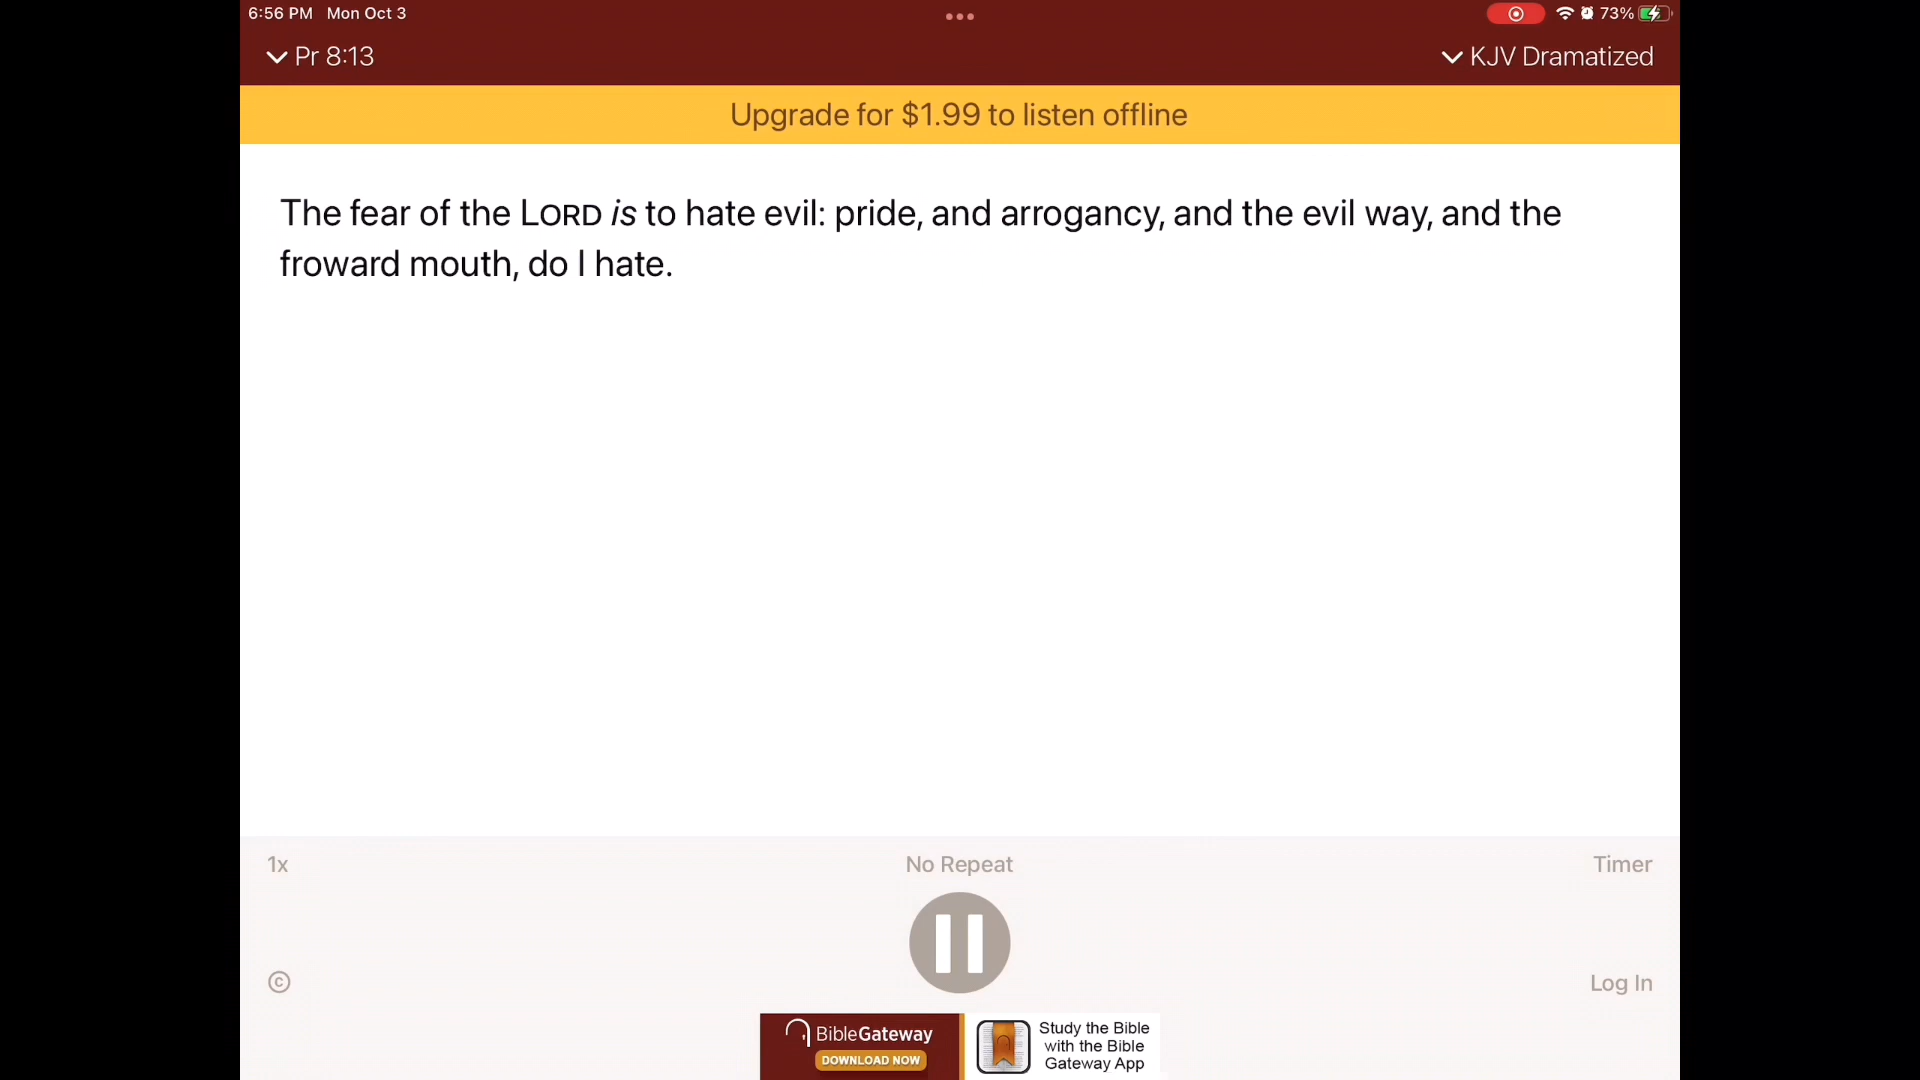 6:56 PM Mon Oct 3
73%
Pr 8:13
KJV Dramatized
Upgrade for $1.99 to listen offline
The fear of the LORD is to hate evil: pride, and arrogancy, and the evil way, and the
froward mouth, do I hate.
1x
No Repeat
Timer
©
Log In
BibleGateway
DOWNLOAD NOW
Study the Bible
with the Bible
Gateway App